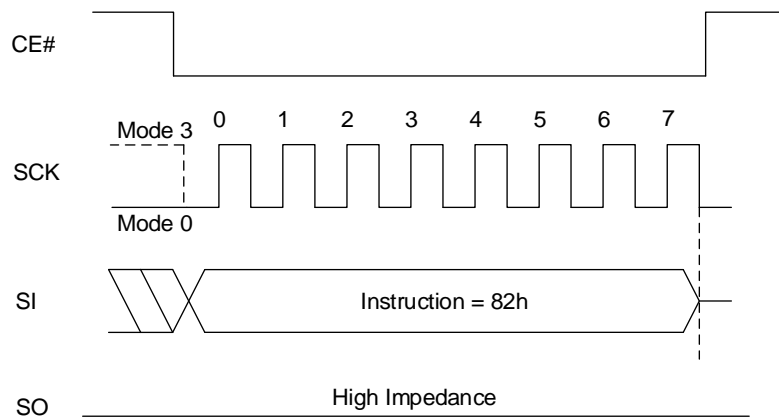 CE#
Mode 3 0 1 2 3 4 5 6 7
SCK
Mode 0
SI Instruction = 82h
SO High Impedance